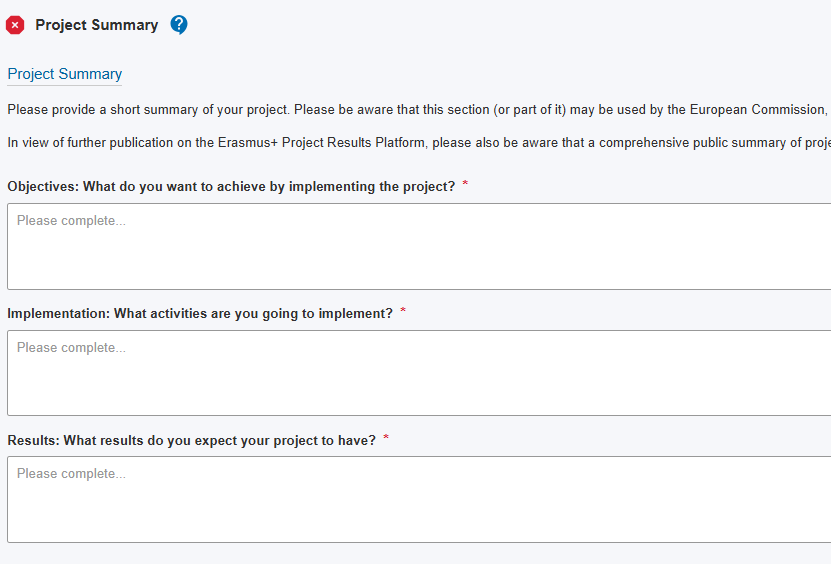 Project Summary ?
Project Summary
Please provide a short summary of your project. Please be aware that this section (or part of it) may be used by the European Commission,
In view of further publication on the Erasmus+ Project Results Platform, please also be aware that a comprehensive public summary of proje
Objectives: What do you want to achieve by implementing the project? *
Please complete...
Implementation: What activities are you going to implement? *
Please complete...
Results: What results do you expect your project to have? *
Please complete...